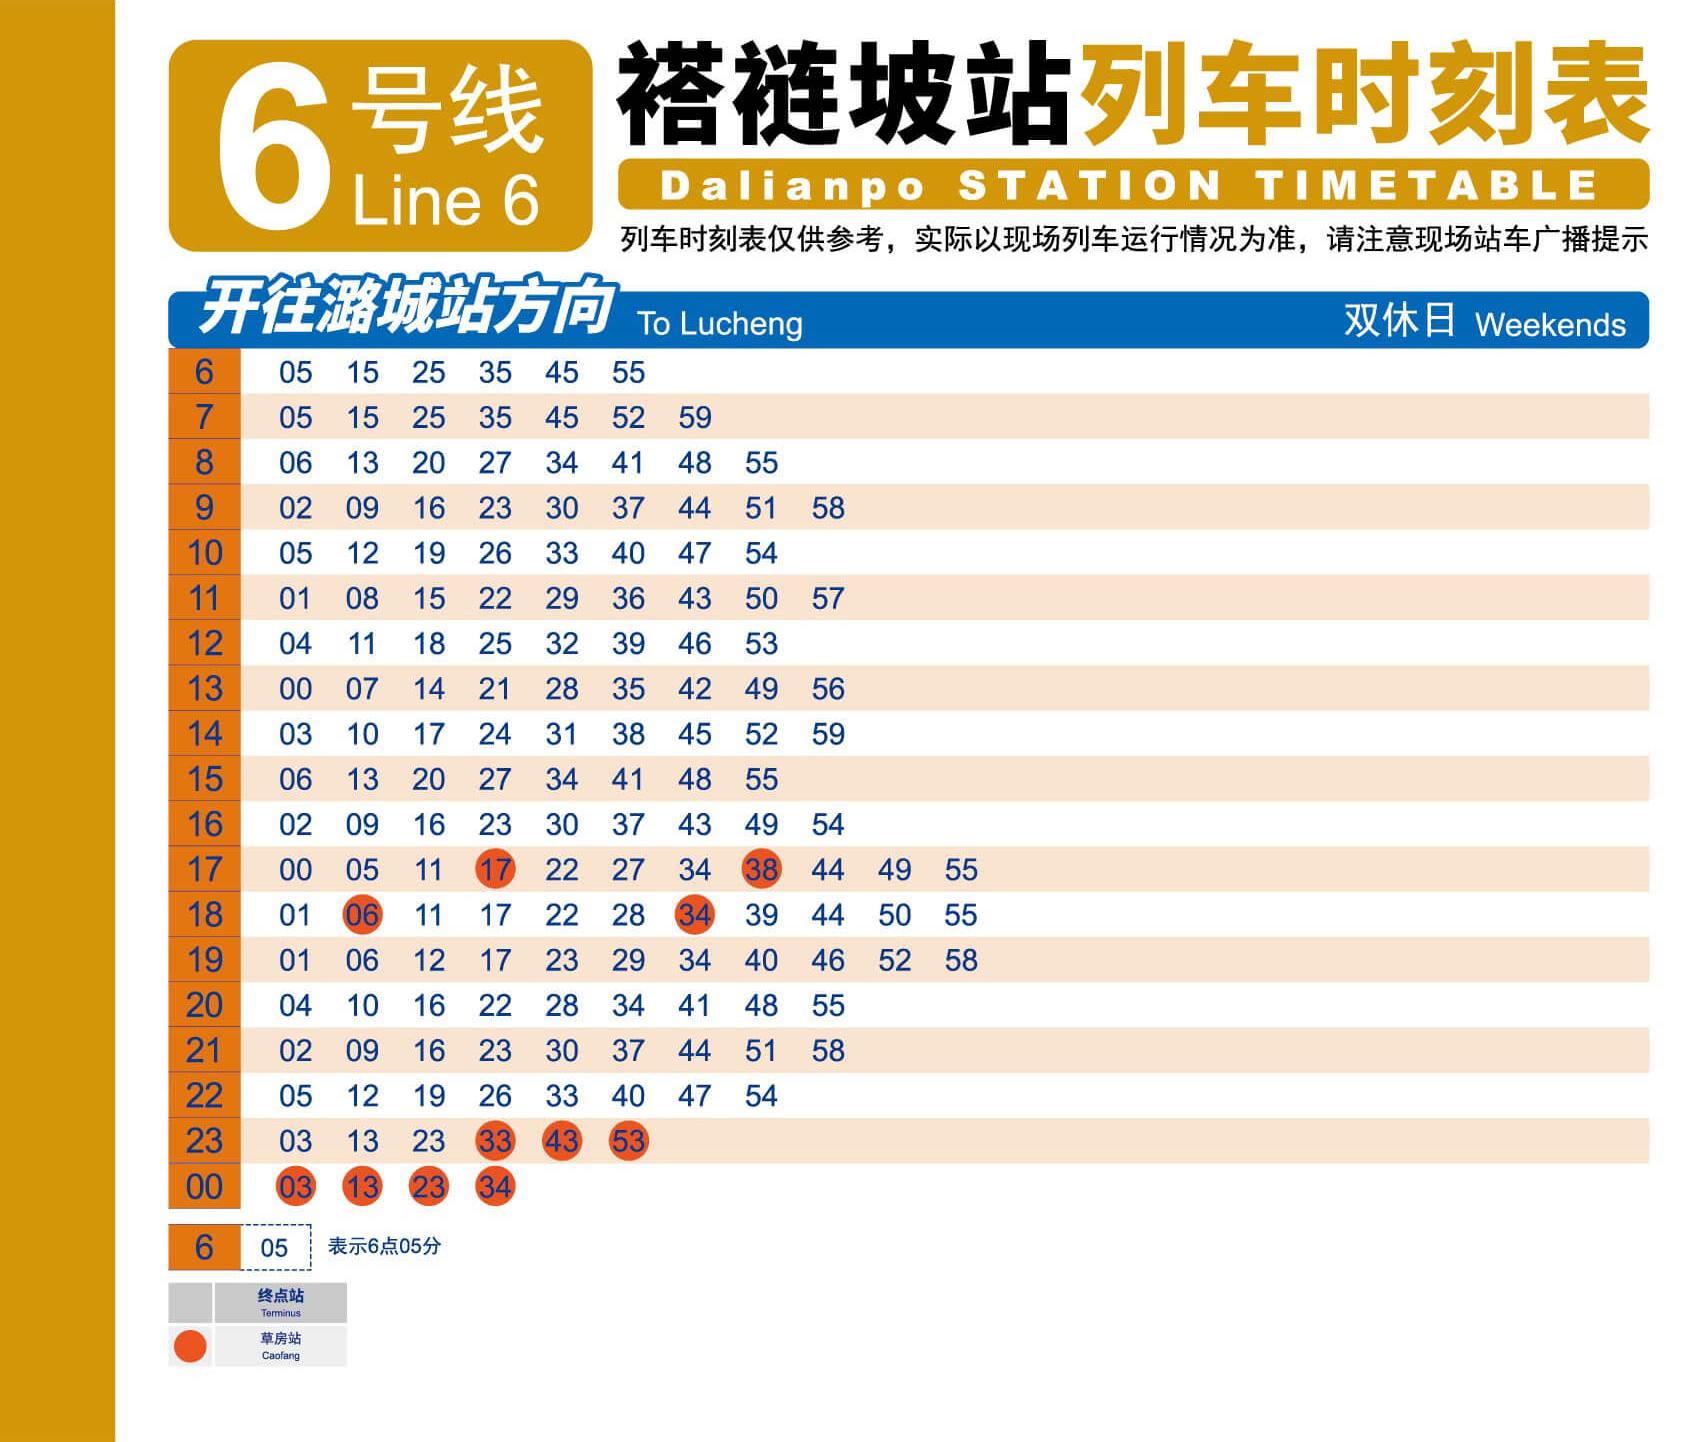 6号线
Line 6
褡裢坡站列车时刻表
Dalianpo STATION TIMETABLE
列车时刻表仅供参考，实际以现场列车运行情况为准，请注意现场站车广播提示
开往潞城站方向 To Lucheng 双休日 Weekends
6 05 15 25 35 45 55
7 05 15 25 35 45 52 59
8 06 13 20 27 34 41 48 55
9 02 09 16 23 30 37 44 51 58
10 05 12 19 26 33 40 47 54
11 01 08 15 22 29 36 43 50 57
12 04 11 18 25 32 39 46 53
13 00 07 14 21 28 35 42 49 56
14 03 10 17 24 31 38 45 52 59
15 06 13 20 27 34 41 48 55
16 02 09 16 23 30 37 43 49 54
17 00 05 11 17 22 27 34 38 44 49 55
18 01 06 11 17 22 28 34 39 44 50 55
19 01 06 12 17 23 29 34 40 46 52 58
20 04 10 16 22 28 34 41 48 55
21 02 09 16 23 30 37 44 51 58
22 05 12 19 26 33 40 47 54
23 03 13 23 33 43 53
00 03 13 23 34
6 05 表示6点05分
终点站
Terminus
草房站
Caofang